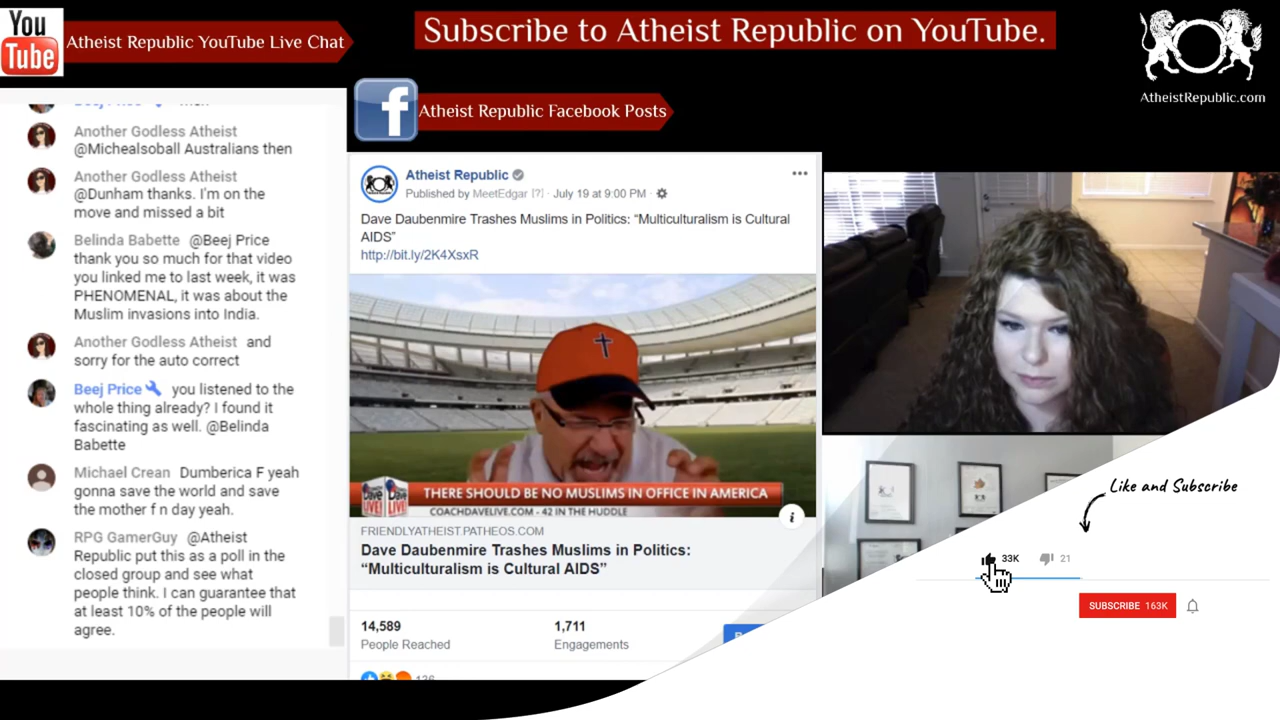 You
Tube
Atheist Republic YouTube Live Chat
Subscribe to Atheist Republic on YouTube.
AtheistRepublic.com
Atheist Republic Facebook Posts
Another Godless Atheist
@Michealsoball Australians then
Another Godless Atheist
@Dunham thanks. I'm on the
move and missed a bit
Belinda Babette @Beej Price
thank you so much for that video
you linked me to last week, it was
PHENOMENAL, it was about the
Muslim invasions into India.
Another Godless Atheist and
sorry for the auto correct
Beej Price you listened to the
whole thing already? I found it
fascinating as well. @Belinda
Babette
Michael Crean Dumberica F yeah
gonna save the world and save
the mother f n day yeah.
RPG GamerGuy @Atheist
Republic put this as a poll in the
closed group and see what
people think. I can guarantee that
at least 10% of the people will
agree.
Atheist Republic
Published by MeetEdgar [?] · July 19 at 9:00 PM ·
Dave Daubenmire Trashes Muslims in Politics: “Multiculturalism is Cultural
AIDS”
http://bit.ly/2K4XsxR
THERE SHOULD BE NO MUSLIMS IN OFFICE IN AMERICA
COACHDAVELIVE.COM - 42 IN THE HUDDLE
FRIENDLYATHEIST.PATHEOS.COM
Dave Daubenmire Trashes Muslims in Politics:
“Multiculturalism is Cultural AIDS”
14,589
People Reached
1,711
Engagements
Like and Subscribe
33K
21
SUBSCRIBE 163K